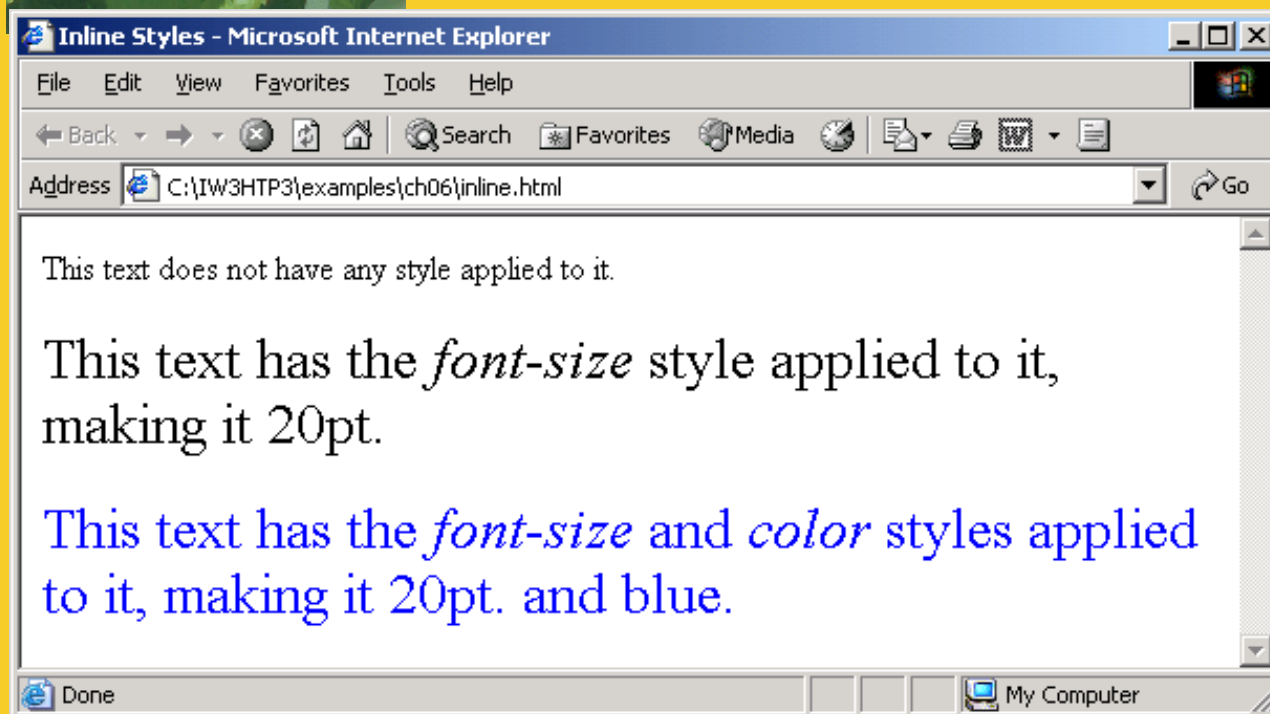 Inline Styles - Microsoft Internet Explorer
File Edit View Favorites Tools Help
Back Search Favorites Media
Address C:\IW3HTP3\examples\ch06\inline.html Go
This text does not have any style applied to it.
This text has the font-size style applied to it,
making it 20pt.
This text has the font-size and color styles applied
to it, making it 20pt. and blue.
Done My Computer